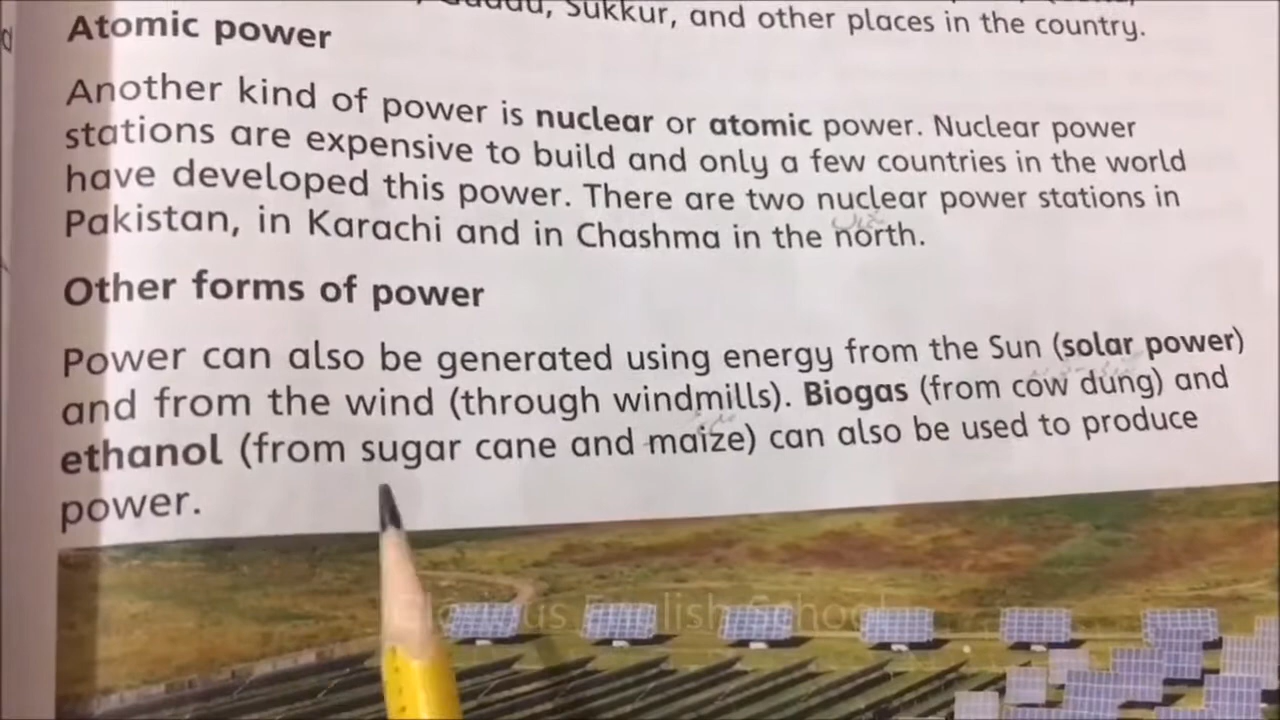 Sukkur, and other places in the country.
Atomic power
Another kind of power is nuclear or atomic power. Nuclear power
stations are expensive to build and only a few countries in the world
have developed this power. There are two nuclear power stations in
Pakistan, in Karachi and in Chashma in the north.
Other forms of power
Power can also be generated using energy from the Sun (solar power)
and from the wind (through windmills). Biogas (from cow dung) and
ethanol (from sugar cane and maize) can also be used to produce
power.
English School